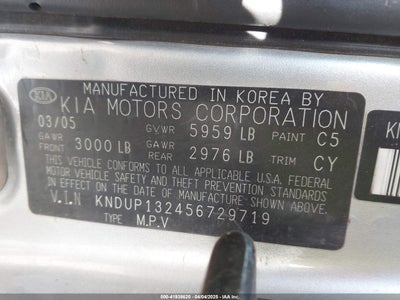 MANUFACTURED IN KOREA BY
KIA KIA MOTORS CORPORATION
03/05 GVWR 5959 LB PAINT C5
GAWR FRONT 3000 LB GAWR REAR 2976 LB TRIM CY
THIS VEHICLE CONFORMS TO ALL APPLICABLE U.S.A. FEDERAL
MOTOR VEHICLE SAFETY, BUMPER AND THEFT PREVENTION STANDARDS
IN EFFECT ON THE DATE OF MANUFACTURE SHOWN ABOVE.
V.I.N KNDUP132456729719
TYPE M.P.V
000-41938620 - 04/04/2025 -